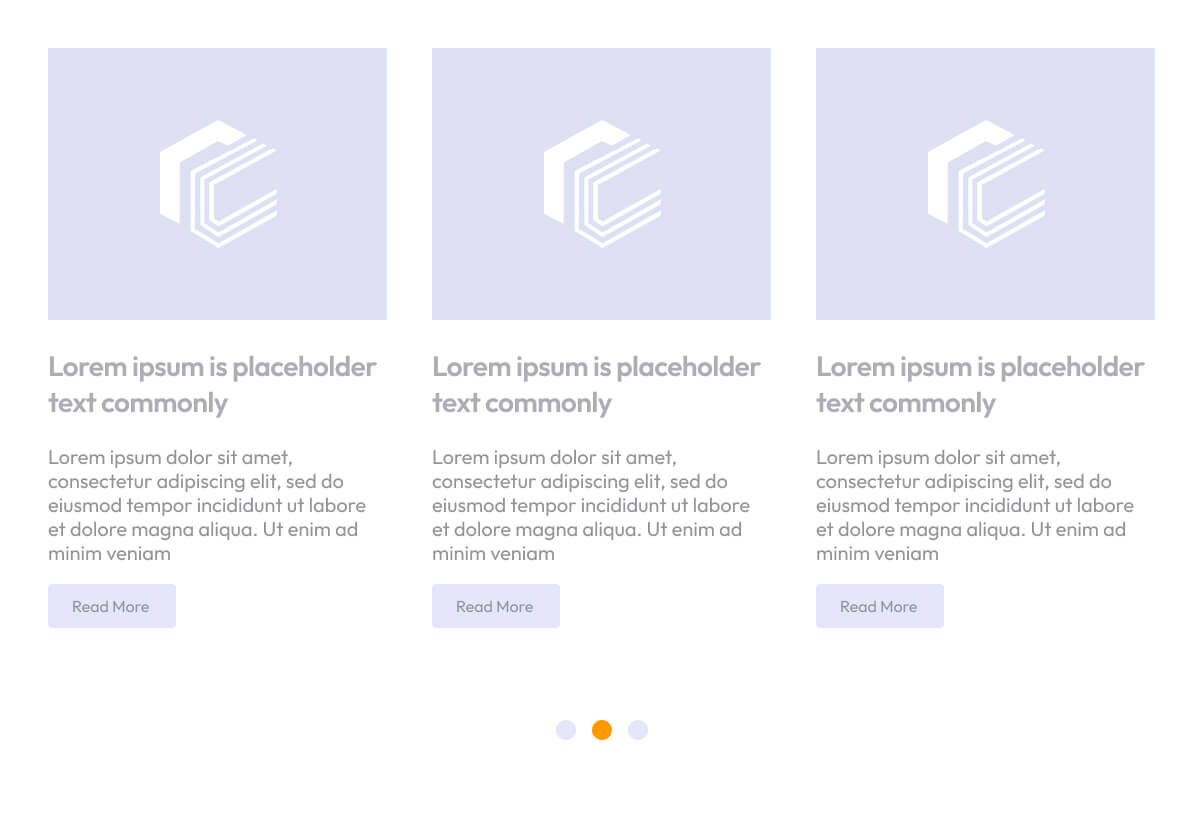 Lorem ipsum is placeholder
text commonly
Lorem ipsum dolor sit amet,
consectetur adipiscing elit, sed do
eiusmod tempor incididunt ut labore
et dolore magna aliqua. Ut enim ad
minim veniam
Read More
Lorem ipsum is placeholder
text commonly
Lorem ipsum dolor sit amet,
consectetur adipiscing elit, sed do
eiusmod tempor incididunt ut labore
et dolore magna aliqua. Ut enim ad
minim veniam
Read More
Lorem ipsum is placeholder
text commonly
Lorem ipsum dolor sit amet,
consectetur adipiscing elit, sed do
eiusmod tempor incididunt ut labore
et dolore magna aliqua. Ut enim ad
minim veniam
Read More